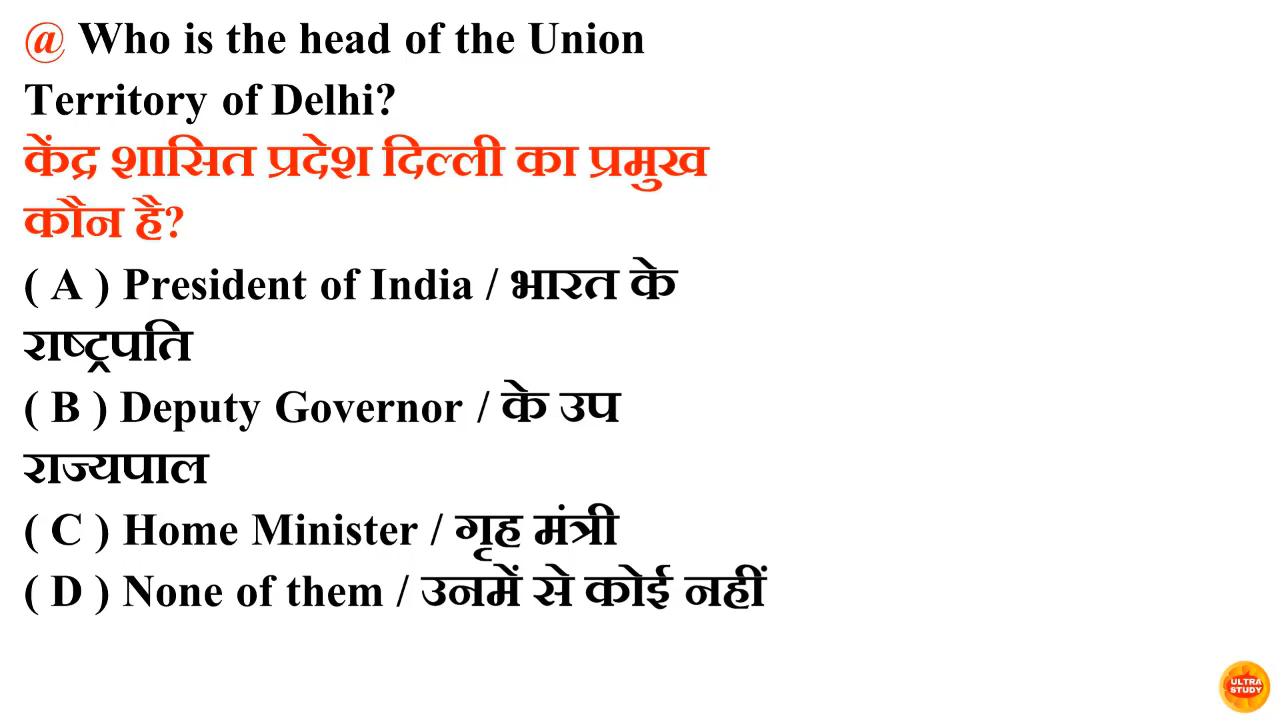 @ Who is the head of the Union
Territory of Delhi?
केंद्र शासित प्रदेश दिल्ली का प्रमुख
कौन है?
( A ) President of India / भारत के
राष्ट्रपति
( B ) Deputy Governor / के उप
राज्यपाल
( C ) Home Minister / गृह मंत्री
( D ) None of them / उनमें से कोई नहीं
ULTRA
STUDY